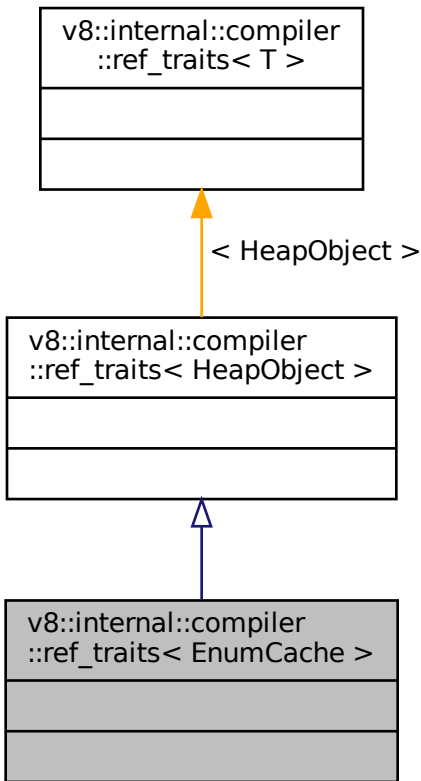 v8::internal::compiler
::ref_traits< T >
< HeapObject >
v8::internal::compiler
::ref_traits< HeapObject >
v8::internal::compiler
::ref_traits< EnumCache >